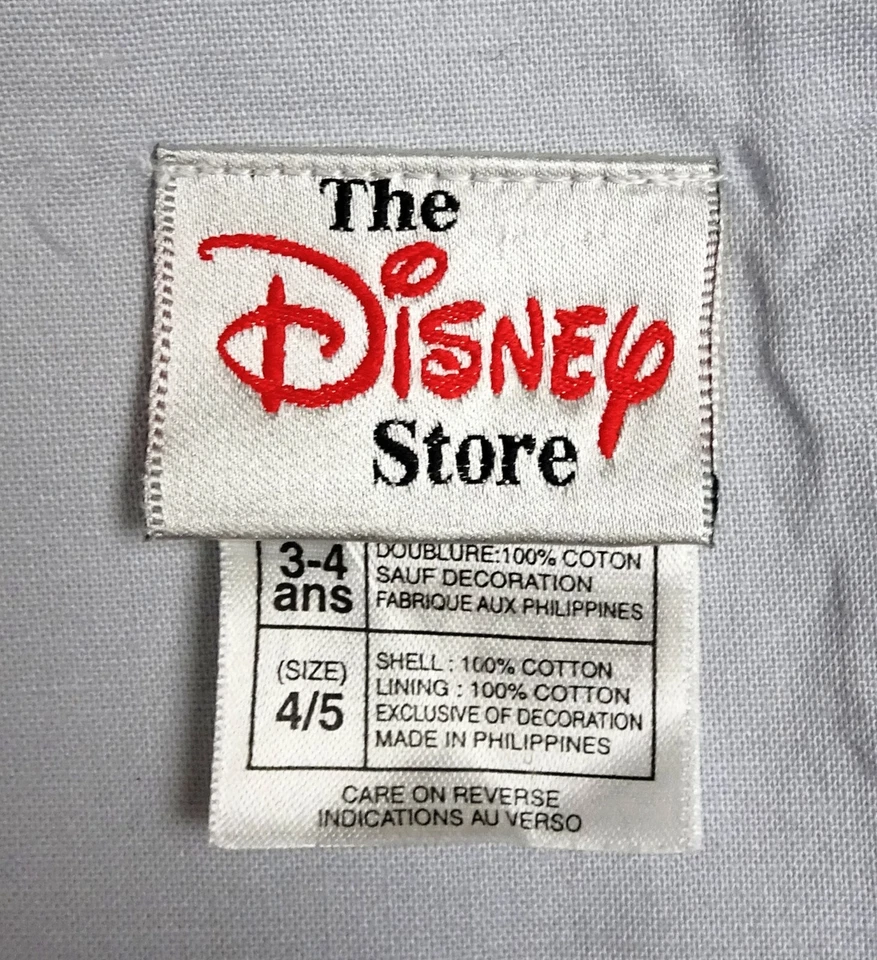 The
Disney
Store
3-4
ans
DOUBLURE:100% COTON
SAUF DECORATION
FABRIQUE AUX PHILIPPINES
(SIZE)
4/5
SHELL : 100% COTTON
LINING : 100% COTTON
EXCLUSIVE OF DECORATION
MADE IN PHILIPPINES
CARE ON REVERSE
INDICATIONS AU VERSO